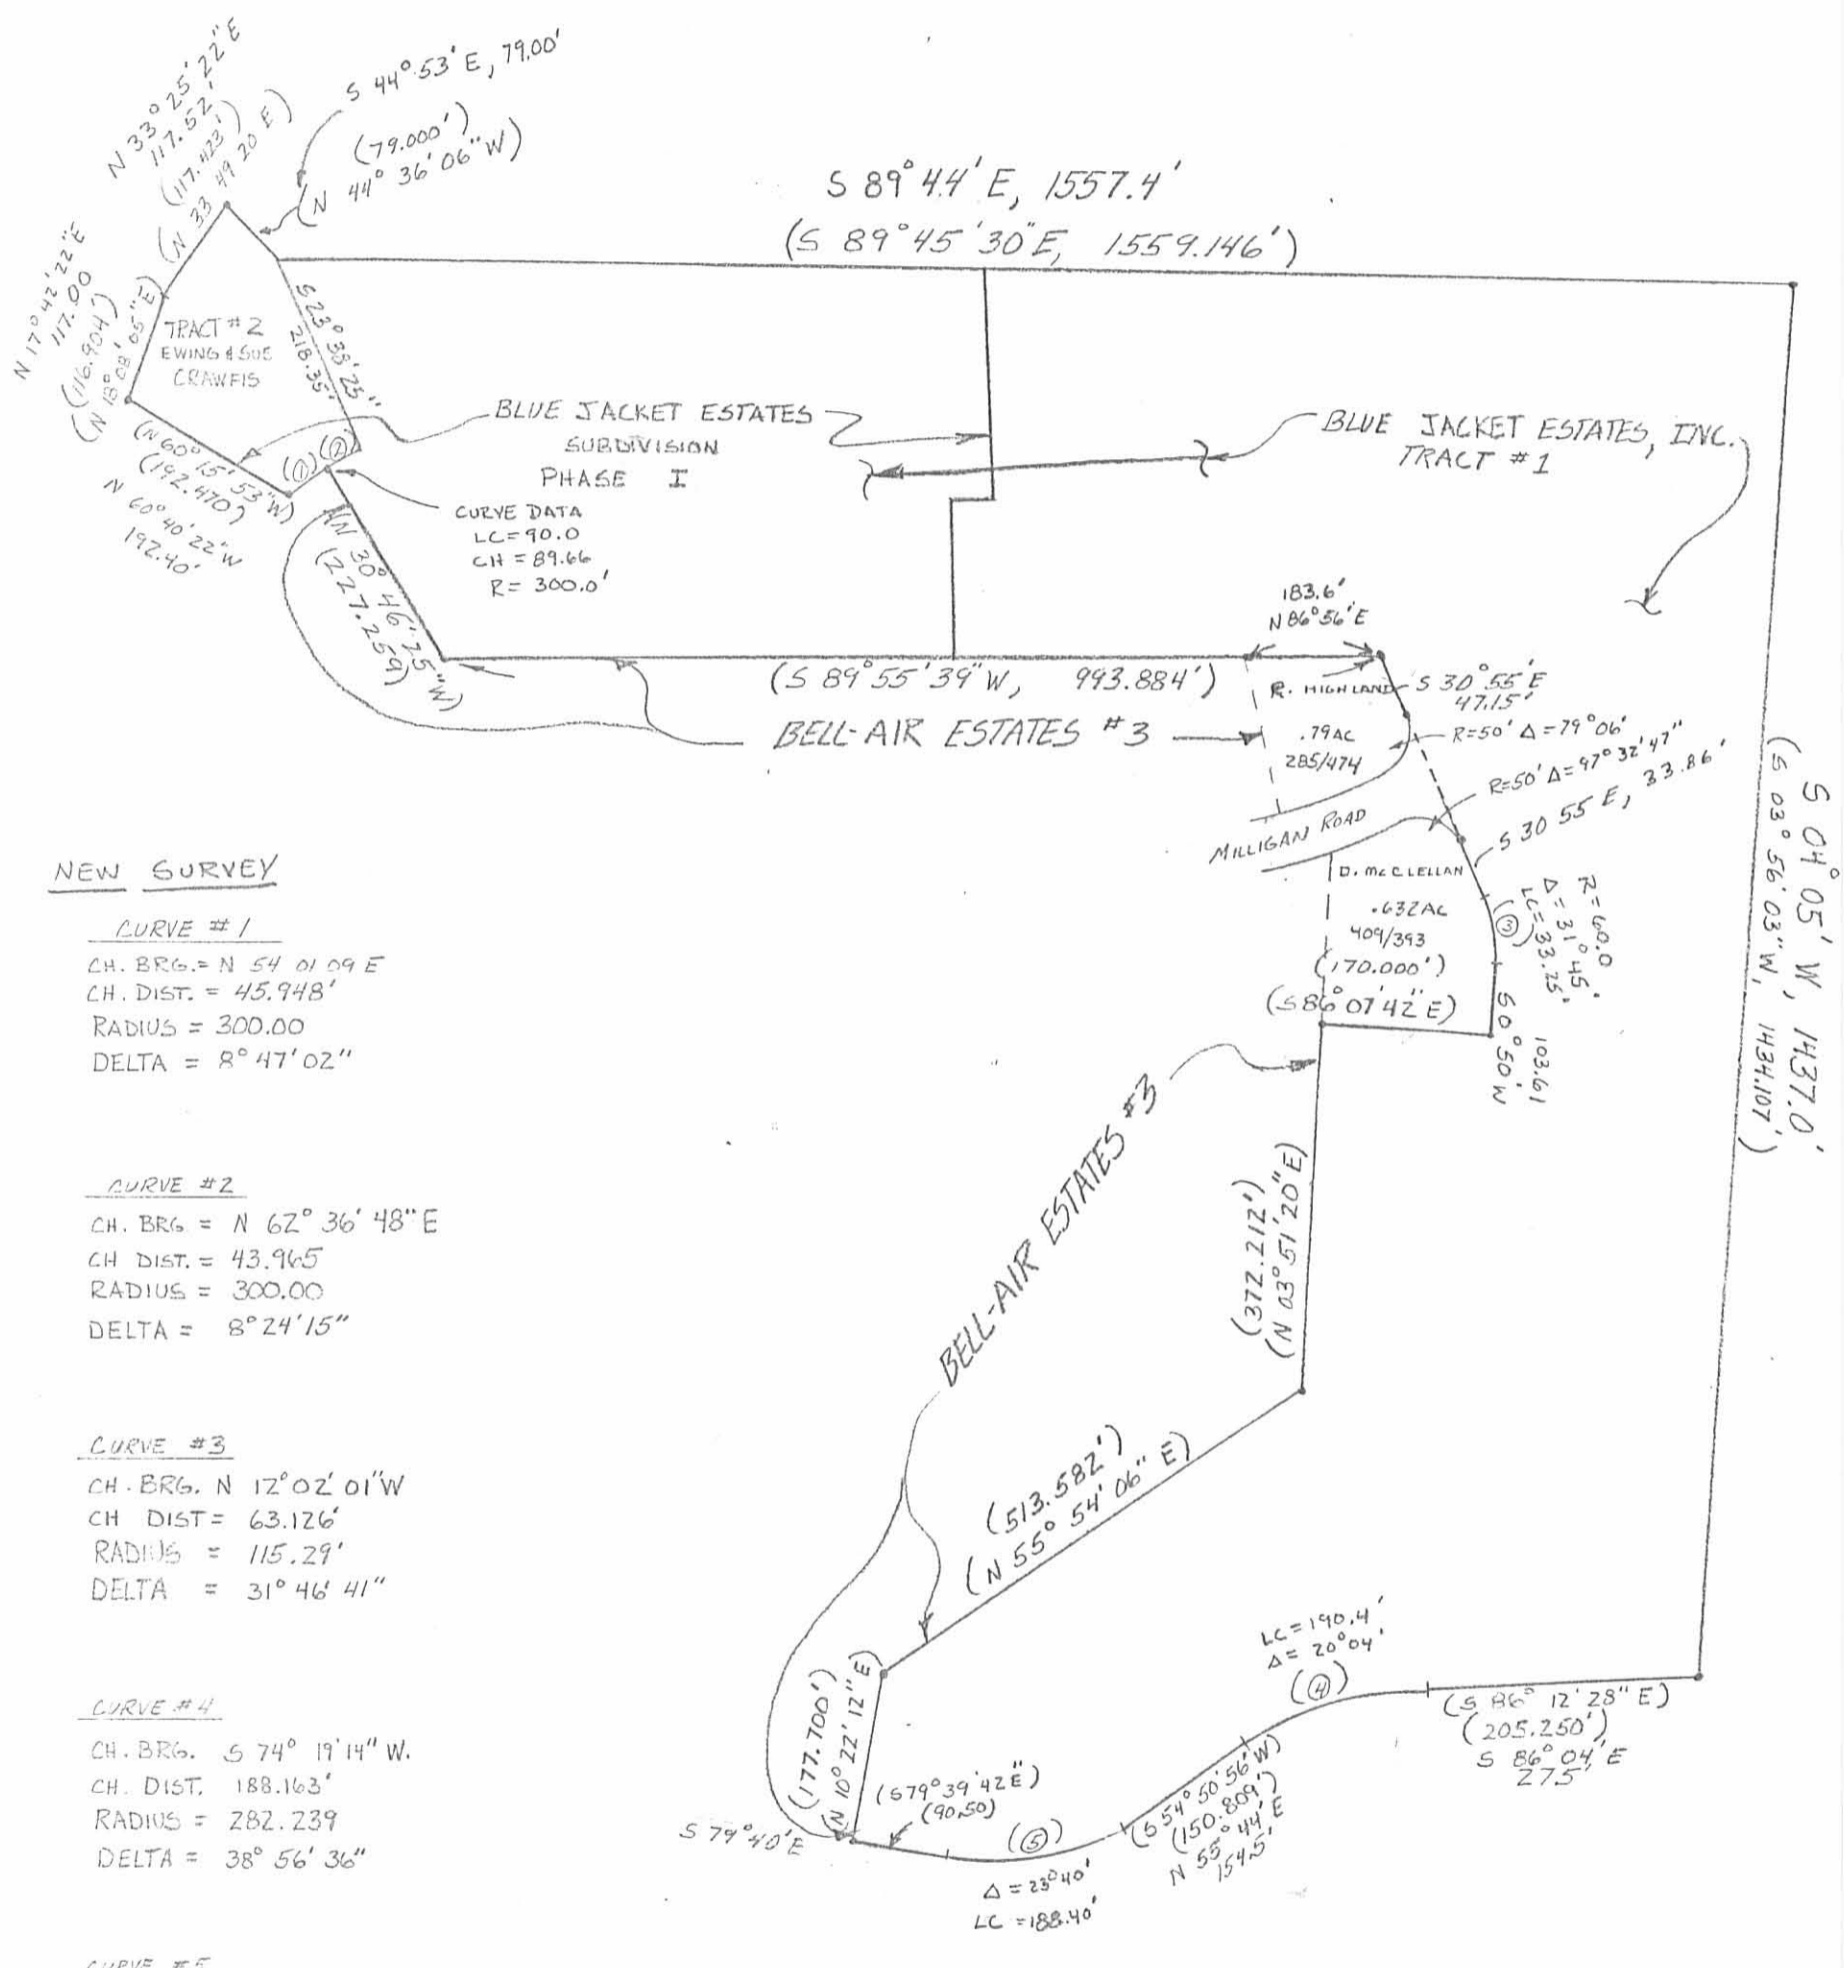 N 33° 25' 22" E
117.52'
(117.423')
(N 33 49 20 E)
S 44° 53' E, 79.00'
(79.000')
(N 44° 36' 06" W)
S 89° 44' E, 1557.4'
(S 89° 45' 30" E, 1559.146')
N 17° 42' 22" E
117.00
(116.904')
(N 18° 08' 05" E)
TRACT #2
EWING & SUE
CRAWFIS
S 23° 38' 25"
218.35'
(1) (2)
(N 60° 15' 53" W)
(192.470)
N 60° 40' 22" W
192.40'
BLUE JACKET ESTATES
SUBDIVISION
PHASE I
BLUE JACKET ESTATES, INC.
TRACT #1
CURVE DATA
LC=90.0
CH=89.66
R=300.0'
(N 30° 46' 25" W)
(227.259)
183.6'
N 86° 56' E
(S 89° 55' 39" W, 993.884')
BELL-AIR ESTATES #3
R. HIGHLAND
.79AC
285/474
S 30° 55' E
47.15'
R=50' Δ=79° 06'
R=50' Δ=97° 32' 47"
S 30 55 E, 33.86'
MILLIGAN ROAD
D. McCLELLAN
.632AC
409/393
(170.000')
(S 86° 07' 42" E)
(3)
R=60.0
Δ=31° 45'
LC=33.25'
103.61
S 0° 50 W
S 04° 05' W, 1437.0'
(S 03° 56' 03" W, 1434.107')
NEW SURVEY
CURVE #1
CH. BRG.= N 54 01 09 E
CH. DIST. = 45.948'
RADIUS = 300.00
DELTA = 8° 47' 02"
CURVE #2
CH. BRG = N 62° 36' 48" E
CH DIST. = 43.965
RADIUS = 300.00
DELTA = 8° 24' 15"
CURVE #3
CH. BRG. N 12° 02' 01" W
CH DIST = 63.126'
RADIUS = 115.29'
DELTA = 31° 46' 41"
CURVE #4
CH. BRG. S 74° 19' 14" W.
CH. DIST. 188.163'
RADIUS = 282.239
DELTA = 38° 56' 36"
CURVE #5
BELL-AIR ESTATES #3
(372.212')
(N 03° 51' 20" E)
(513.582')
(N 55° 54' 06" E)
(177.700')
(N 10° 22' 12" E)
S 79° 40' E
(S 79° 39' 42 E")
(90.50)
(5)
Δ = 23° 40'
LC = 188.40'
(S 54° 50' 56" W)
(150.809')
N 55° 44' E
154.5'
LC = 190.4'
Δ = 20° 04'
(4)
(S 86° 12' 28" E)
(205.250')
S 86° 04' E
275'